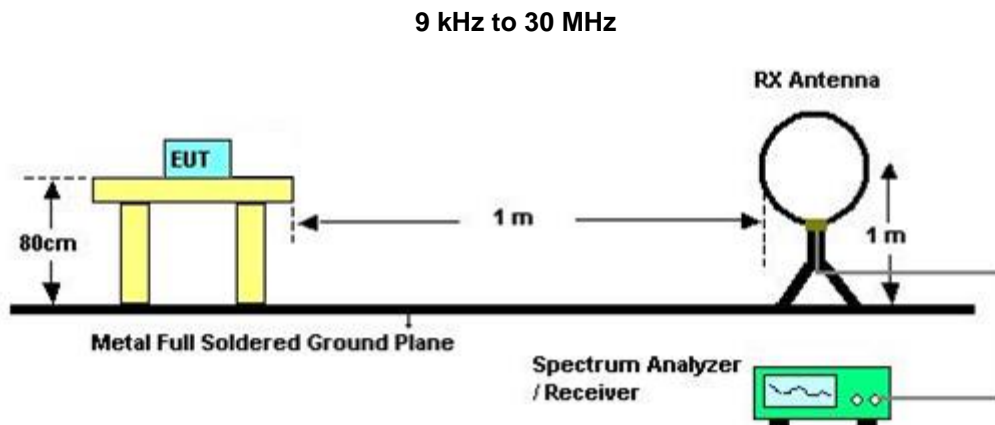 9 kHz to 30 MHz
RX Antenna
EUT
80cm
1 m
1 m
Metal Full Soldered Ground Plane
Spectrum Analyzer
/ Receiver